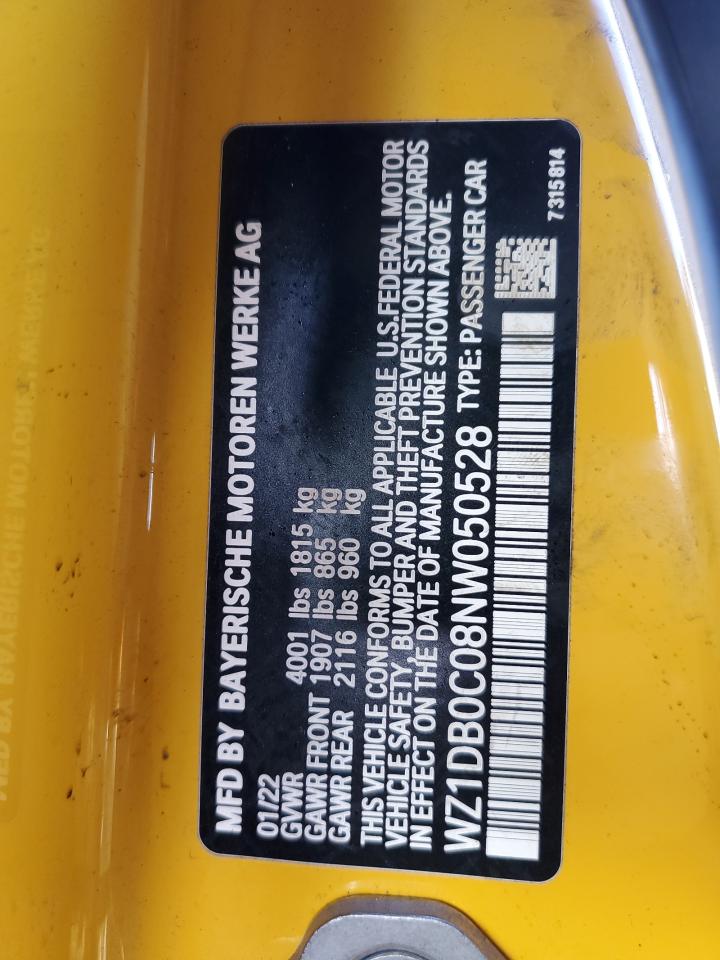 MFD BY BAYERISCHE MOTOREN WERKE AG
01/22
GVWR 4001 lbs 1815 kg
GAWR FRONT 1907 lbs 865 kg
GAWR REAR 2116 lbs 960 kg
THIS VEHICLE CONFORMS TO ALL APPLICABLE U.S.FEDERAL MOTOR
VEHICLE SAFETY, BUMPER AND THEFT PREVENTION STANDARDS
IN EFFECT ON THE DATE OF MANUFACTURE SHOWN ABOVE.
WZ1DB0C08NW050528 TYPE: PASSENGER CAR
7315814